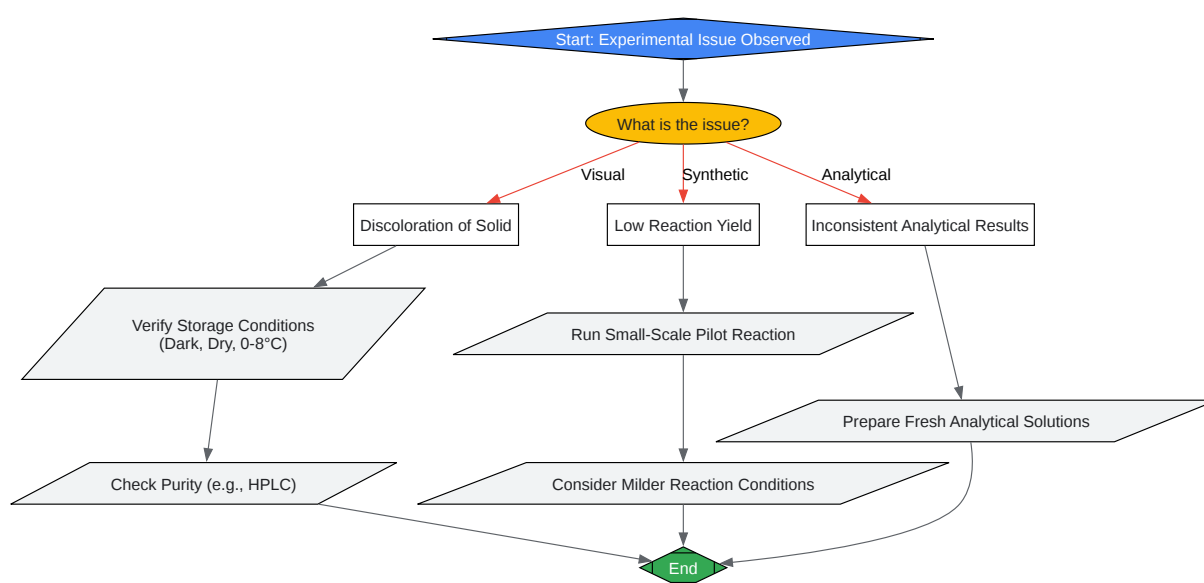 Start: Experimental Issue Observed
What is the issue?
Visual
Synthetic
Analytical
Discoloration of Solid
Low Reaction Yield
Inconsistent Analytical Results
Verify Storage Conditions
(Dark, Dry, 0-8°C)
Run Small-Scale Pilot Reaction
Prepare Fresh Analytical Solutions
Check Purity (e.g., HPLC)
Consider Milder Reaction Conditions
End